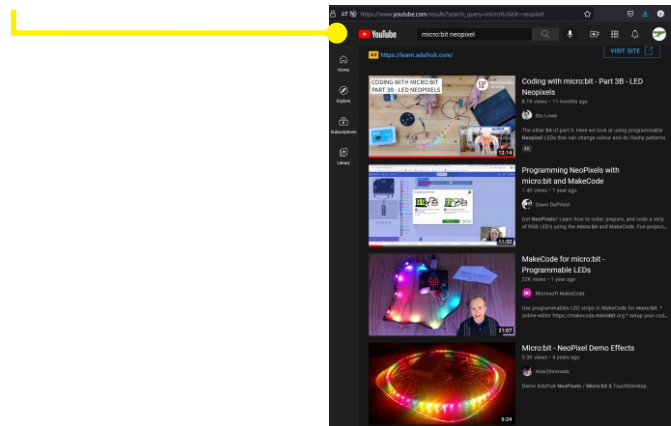 https://www.youtube.com/results?search_query=micro%3Abit+neopixel
YouTube
micro:bit neopixel
Ad https://learn.adafruit.com/
VISIT SITE
Home
Explore
Subscriptions
Library
CODING WITH MICRO:BIT
PART 3B - LED NEOPIXELS
12:14
Coding with micro:bit - Part 3B - LED
Neopixels
8.1K views • 11 months ago
Stu Lowe
The other bit of part 3. Here we look at using programmable
Neopixel LEDs that can change colour and do flashy patterns.
4K
11:32
Programming NeoPixels with
micro:bit and MakeCode
1.4K views • 1 year ago
Dawn DuPriest
Got NeoPixels? Learn how to order, prepare, and code a strip
of RGB LED's using the micro:bit and MakeCode. Fun project...
21:07
MakeCode for micro:bit -
Programmable LEDs
22K views • 1 year ago
Microsoft MakeCode
Use programmables LED strips in MakeCode for microbit. *
online editor https://makecode.microbit.org * setup your cod...
0:24
Micro:bit - NeoPixel Demo Effects
5.3K views • 4 years ago
How2Innovate
Demo Adafruit NeoPixels / Micro:bit & TouchDevelop.